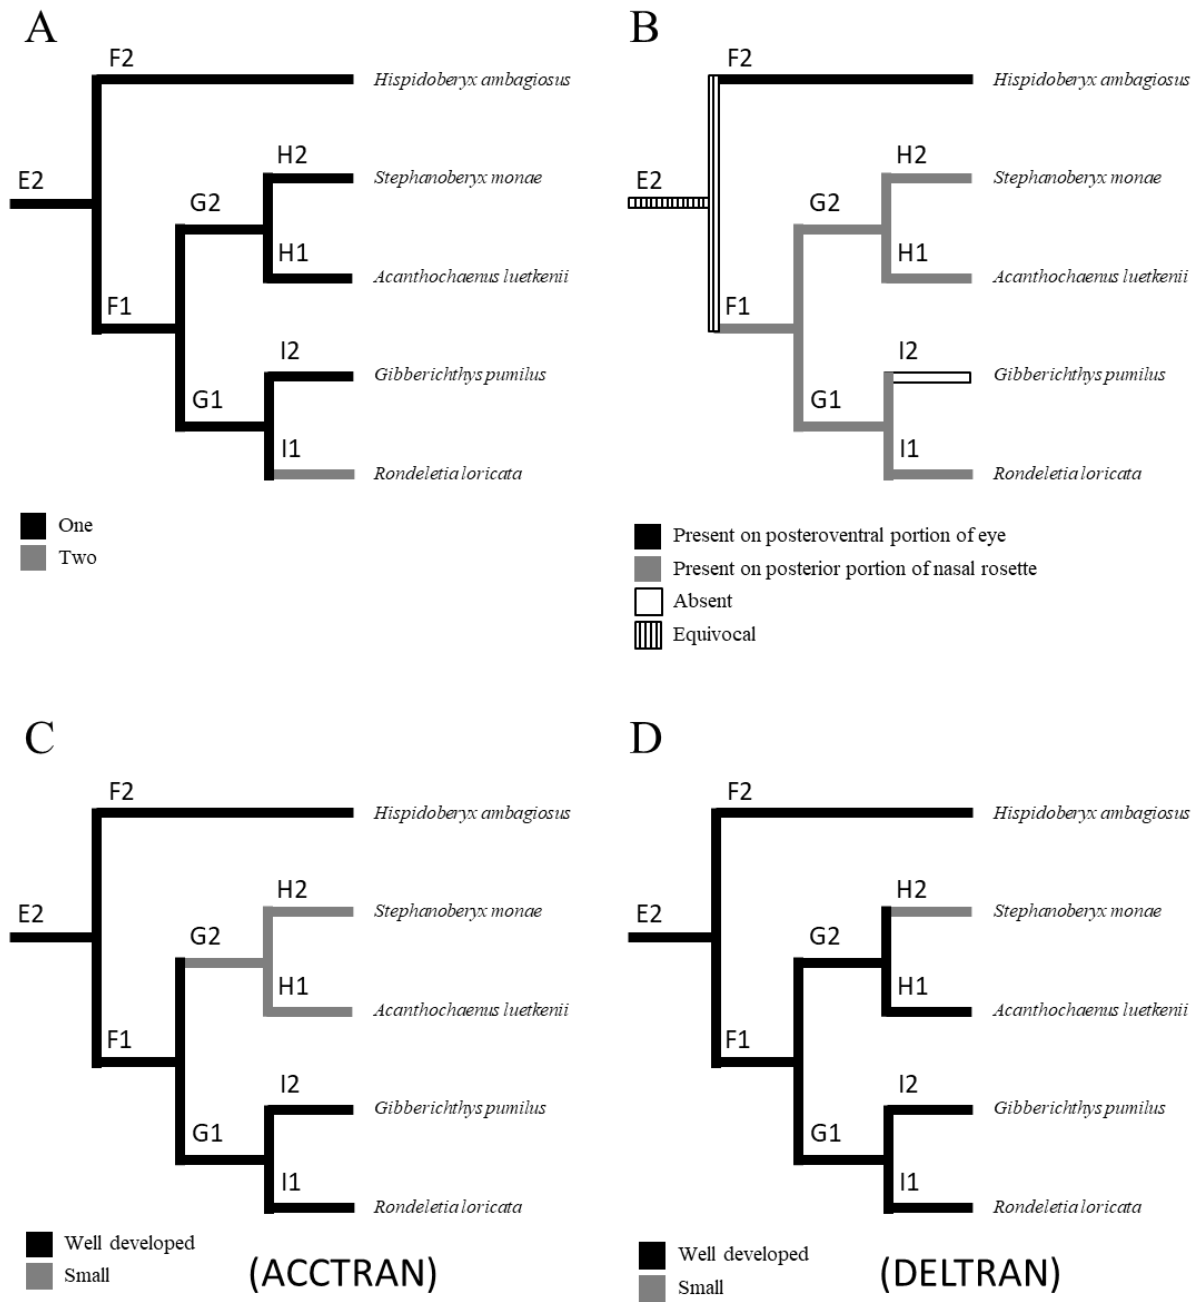 A
F2
Hispidoberyx ambagiosus
H2
Stephanoberyx monae
E2
G2
H1
Acanthochaenus luetkenii
F1
I2
Gibberichthys pumilus
G1
I1
Rondeletia loricata
One
Two
B
F2
Hispidoberyx ambagiosus
H2
Stephanoberyx monae
E2
G2
H1
Acanthochaenus luetkenii
F1
I2
Gibberichthys pumilus
G1
I1
Rondeletia loricata
Present on posteroventral portion of eye
Present on posterior portion of nasal rosette
Absent
Equivocal
C
F2
Hispidoberyx ambagiosus
H2
Stephanoberyx monae
E2
G2
H1
Acanthochaenus luetkenii
F1
I2
Gibberichthys pumilus
G1
I1
Rondeletia loricata
Well developed
Small
(ACCTRAN)
D
F2
Hispidoberyx ambagiosus
H2
Stephanoberyx monae
E2
G2
H1
Acanthochaenus luetkenii
F1
I2
Gibberichthys pumilus
G1
I1
Rondeletia loricata
Well developed
Small
(DELTRAN)